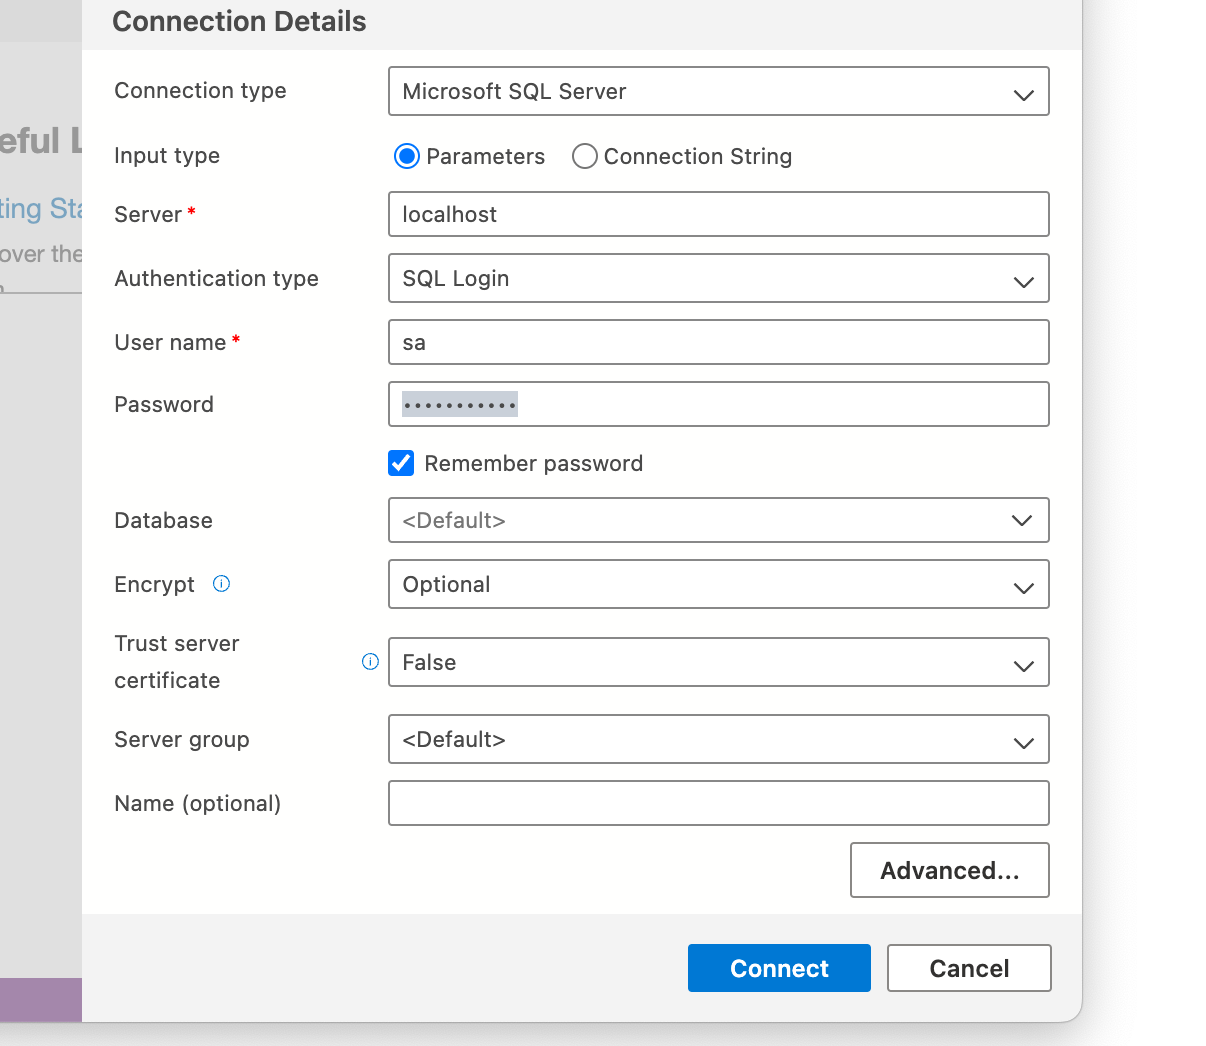 Connection Details
Connection type
Microsoft SQL Server
Input type
Parameters
Connection String
Server *
localhost
Authentication type
SQL Login
User name *
sa
Password
•••••••••••
Remember password
Database
<Default>
Encrypt
Optional
Trust server
certificate
False
Server group
<Default>
Name (optional)
Advanced...
Connect
Cancel
eful L
ting Sta
over the